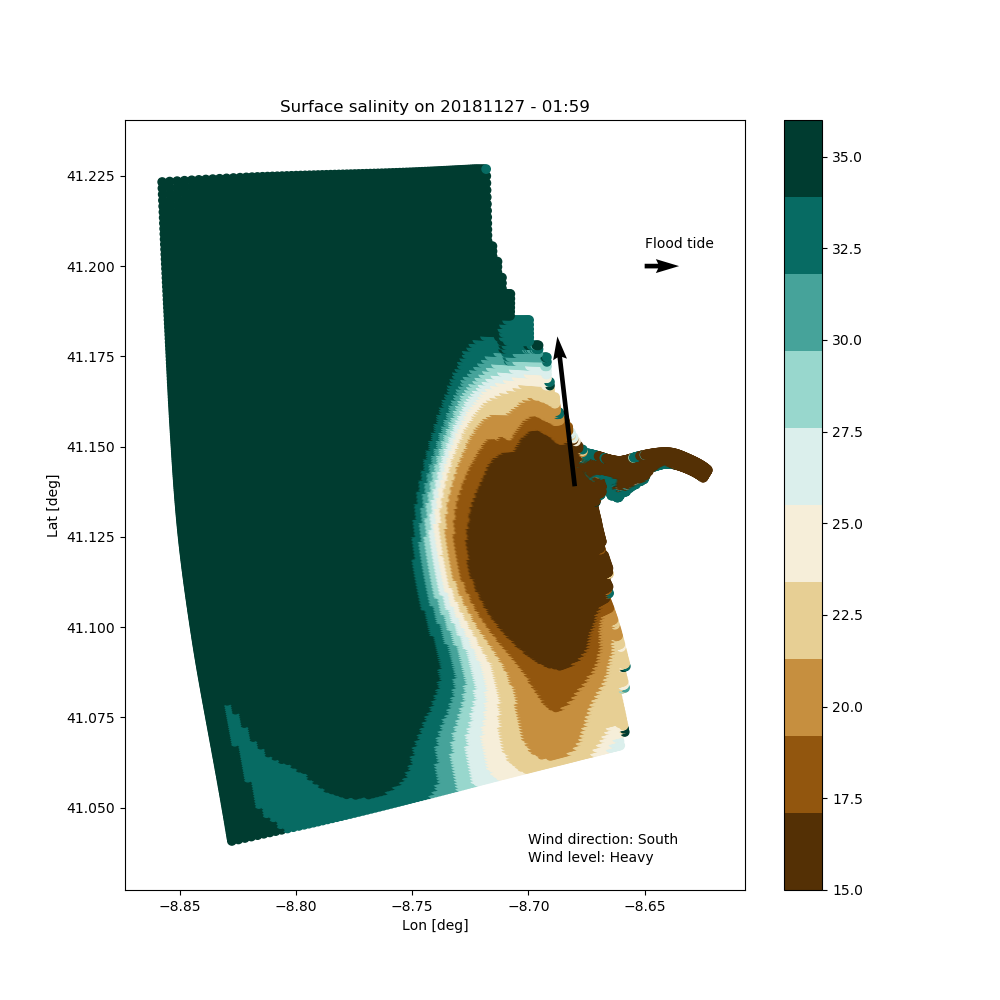 Surface salinity on 20181127 - 01:59
41.225
41.200
41.175
41.150
41.125
41.100
41.075
41.050
Lat [deg]
Flood tide
Wind direction: South
Wind level: Heavy
−8.85 −8.80 −8.75 −8.70 −8.65
Lon [deg]
35.0
32.5
30.0
27.5
25.0
22.5
20.0
17.5
15.0